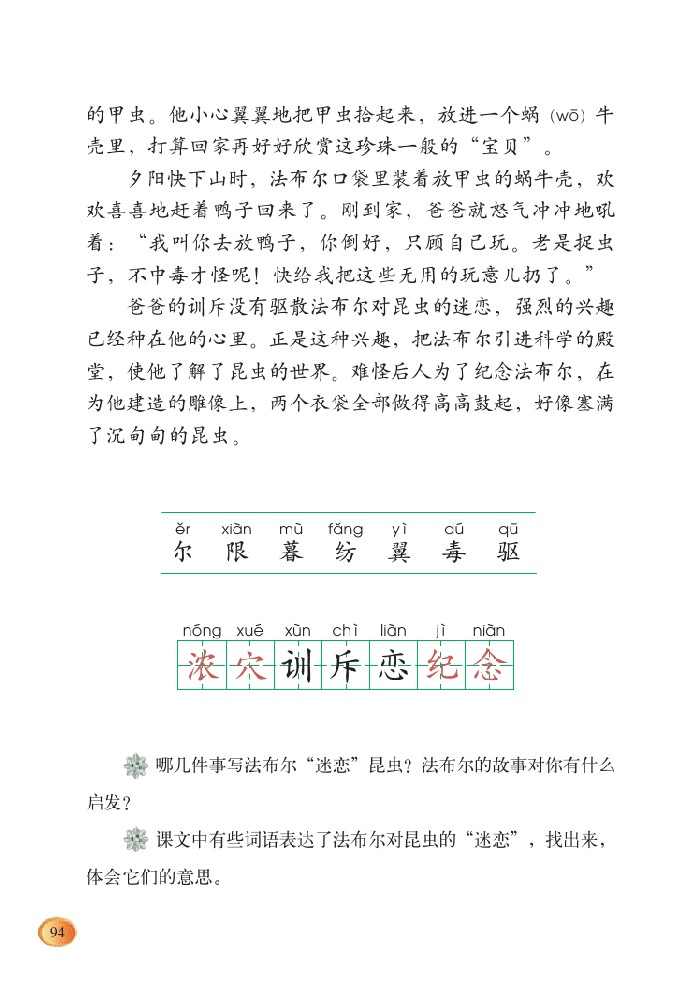 的甲虫。他小心翼翼地把甲虫拾起来，放进一个蜗（wō）牛
壳里，打算回家再好好欣赏这珍珠一般的“宝贝”。
夕阳快下山时，法布尔口袋里装着放甲虫的蜗牛壳，欢
欢喜喜地赶着鸭子回来了。刚到家，爸爸就怒气冲冲地吼
着：“我叫你去放鸭子，你倒好，只顾自己玩。老是捉虫
子，不中毒才怪呢！快给我把这些无用的玩意儿扔了。”
爸爸的训斥没有驱散法布尔对昆虫的迷恋，强烈的兴趣
已经种在他的心里。正是这种兴趣，把法布尔引进科学的殿
堂，使他了解了昆虫的世界。难怪后人为了纪念法布尔，在
为他建造的雕像上，两个衣袋全部做得高高鼓起，好像塞满
了沉甸甸的昆虫。
ěr xiàn mù fǎng yì dú qū
尔 限 暮 纺 翼 毒 驱
nóng xué xùn chì liàn jì niàn
浓 穴 训 斥 恋 纪 念
哪几件事写法布尔“迷恋”昆虫？法布尔的故事对你有什么
启发？
课文中有些词语表达了法布尔对昆虫的“迷恋”，找出来，
体会它们的意思。
94